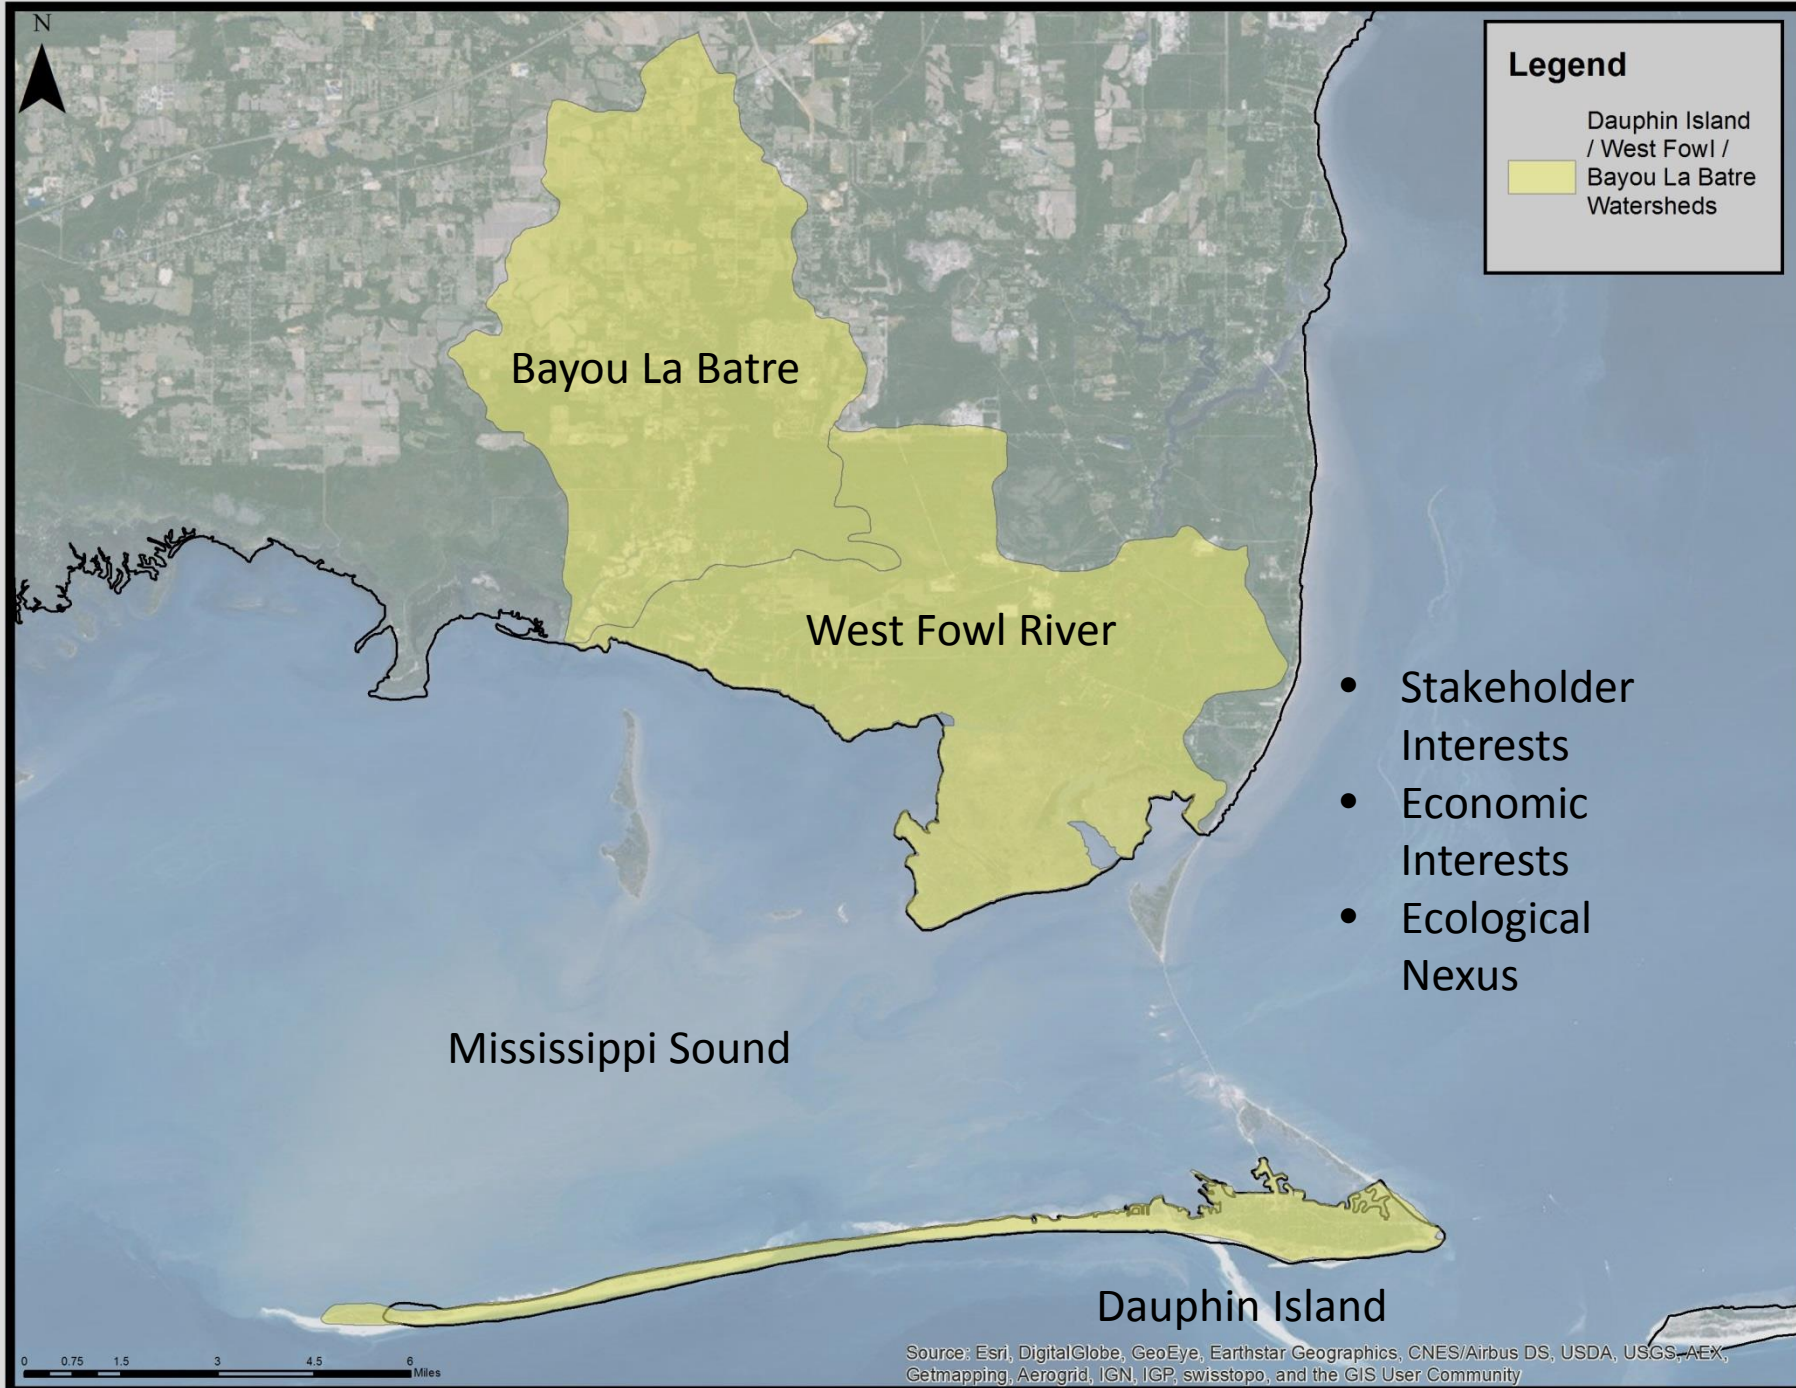 N
Legend
Dauphin Island
/ West Fowl /
Bayou La Batre
Watersheds
Bayou La Batre
West Fowl River
• Stakeholder
Interests
• Economic
Interests
• Ecological
Nexus
Mississippi Sound
Dauphin Island
0 0.75 1.5 3 4.5 6
Miles
Source: Esri, DigitalGlobe, GeoEye, Earthstar Geographics, CNES/Airbus DS, USDA, USGS, AEX,
Getmapping, Aerogrid, IGN, IGP, swisstopo, and the GIS User Community